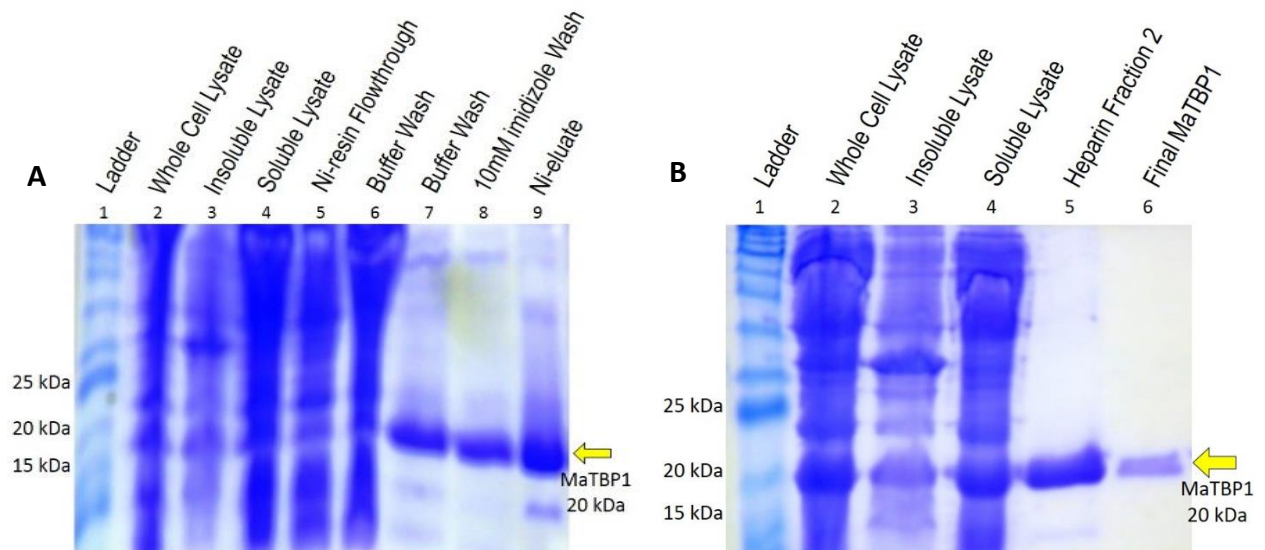 A
Ladder
Whole Cell Lysate
Insoluble Lysate
Soluble Lysate
Ni-resin Flowthrough
Buffer Wash
Buffer Wash
10mM imidizole Wash
Ni-eluate
1 2 3 4 5 6 7 8 9
25 kDa
20 kDa
15 kDa
MaTBP1
20 kDa
B
Ladder
Whole Cell Lysate
Insoluble Lysate
Soluble Lysate
Heparin Fraction 2
Final MaTBP1
1 2 3 4 5 6
25 kDa
20 kDa
15 kDa
MaTBP1
20 kDa